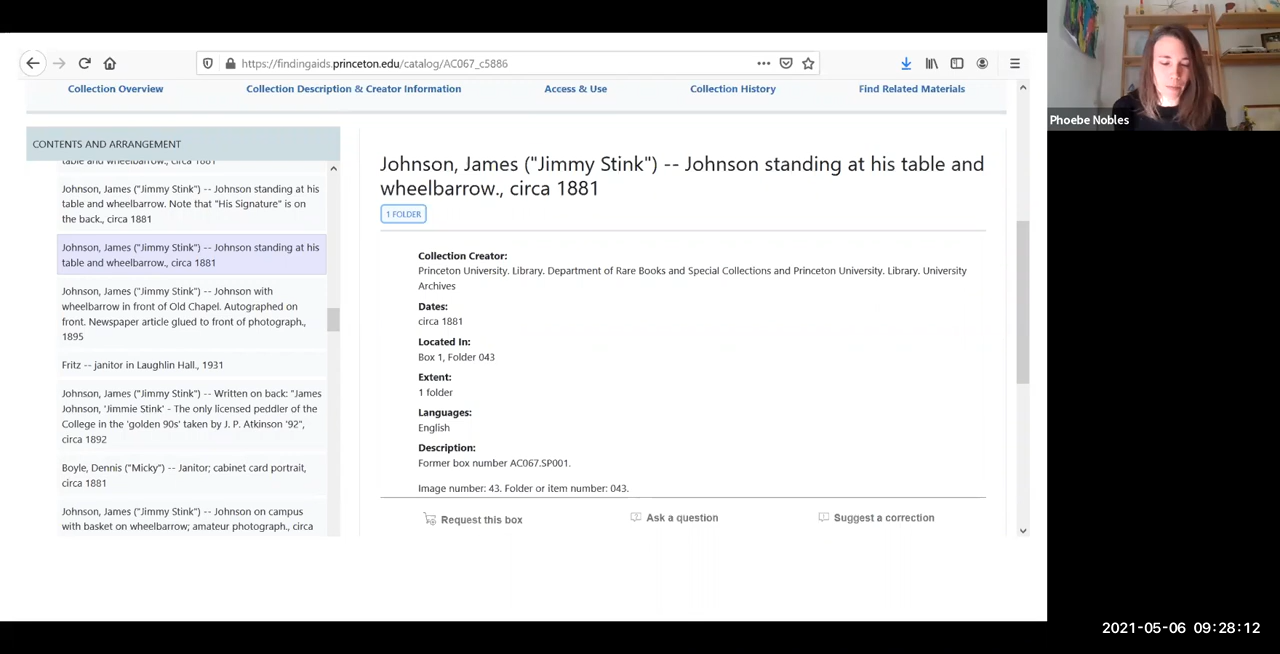 https://findingaids.princeton.edu/catalog/AC067_c5886
Collection Overview
Collection Description & Creator Information
Access & Use
Collection History
Find Related Materials
CONTENTS AND ARRANGEMENT
table and wheelbarrow., circa 1881
Johnson, James ("Jimmy Stink") -- Johnson standing at his
table and wheelbarrow. Note that "His Signature" is on
the back., circa 1881
Johnson, James ("Jimmy Stink") -- Johnson standing at his
table and wheelbarrow., circa 1881
Johnson, James ("Jimmy Stink") -- Johnson with
wheelbarrow in front of Old Chapel. Autographed on
front. Newspaper article glued to front of photograph.,
1895
Fritz -- janitor in Laughlin Hall., 1931
Johnson, James ("Jimmy Stink") -- Written on back: "James
Johnson, 'Jimmie Stink' - The only licensed peddler of the
College in the 'golden 90s' taken by J. P. Atkinson '92",
circa 1892
Boyle, Dennis ("Micky") -- Janitor; cabinet card portrait,
circa 1881
Johnson, James ("Jimmy Stink") -- Johnson on campus
with basket on wheelbarrow; amateur photograph., circa
Johnson, James ("Jimmy Stink") -- Johnson standing at his table and
wheelbarrow., circa 1881
1 FOLDER
Collection Creator:
Princeton University. Library. Department of Rare Books and Special Collections and Princeton University. Library. University
Archives
Dates:
circa 1881
Located In:
Box 1, Folder 043
Extent:
1 folder
Languages:
English
Description:
Former box number AC067.SP001.
Image number: 43. Folder or item number: 043.
Request this box
Ask a question
Suggest a correction
Phoebe Nobles
2021-05-06 09:28:12